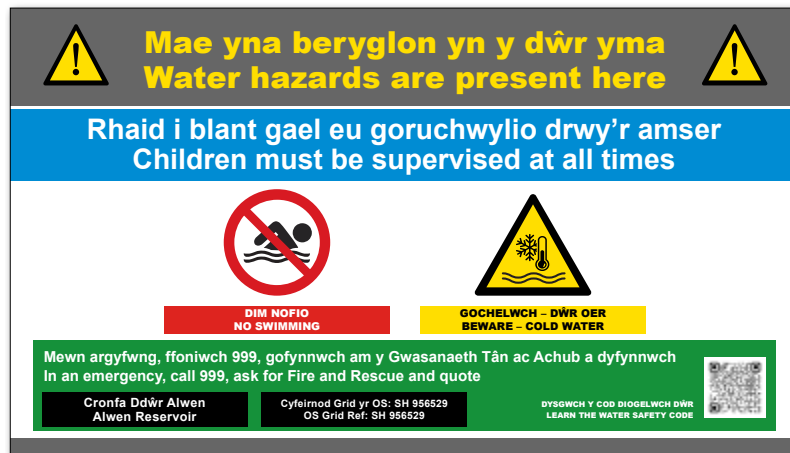 Mae yna beryglon yn y dŵr yma
Water hazards are present here
Rhaid i blant gael eu goruchwylio drwy’r amser
Children must be supervised at all times
DIM NOFIO
NO SWIMMING
GOCHELWCH – DŴR OER
BEWARE – COLD WATER
Mewn argyfwng, ffoniwch 999, gofynnwch am y Gwasanaeth Tân ac Achub a dyfynnwch
In an emergency, call 999, ask for Fire and Rescue and quote
Cronfa Ddŵr Alwen
Alwen Reservoir
Cyfeirnod Grid yr OS: SH 956529
OS Grid Ref: SH 956529
DYSGWCH Y COD DIOGELWCH DŴR
LEARN THE WATER SAFETY CODE